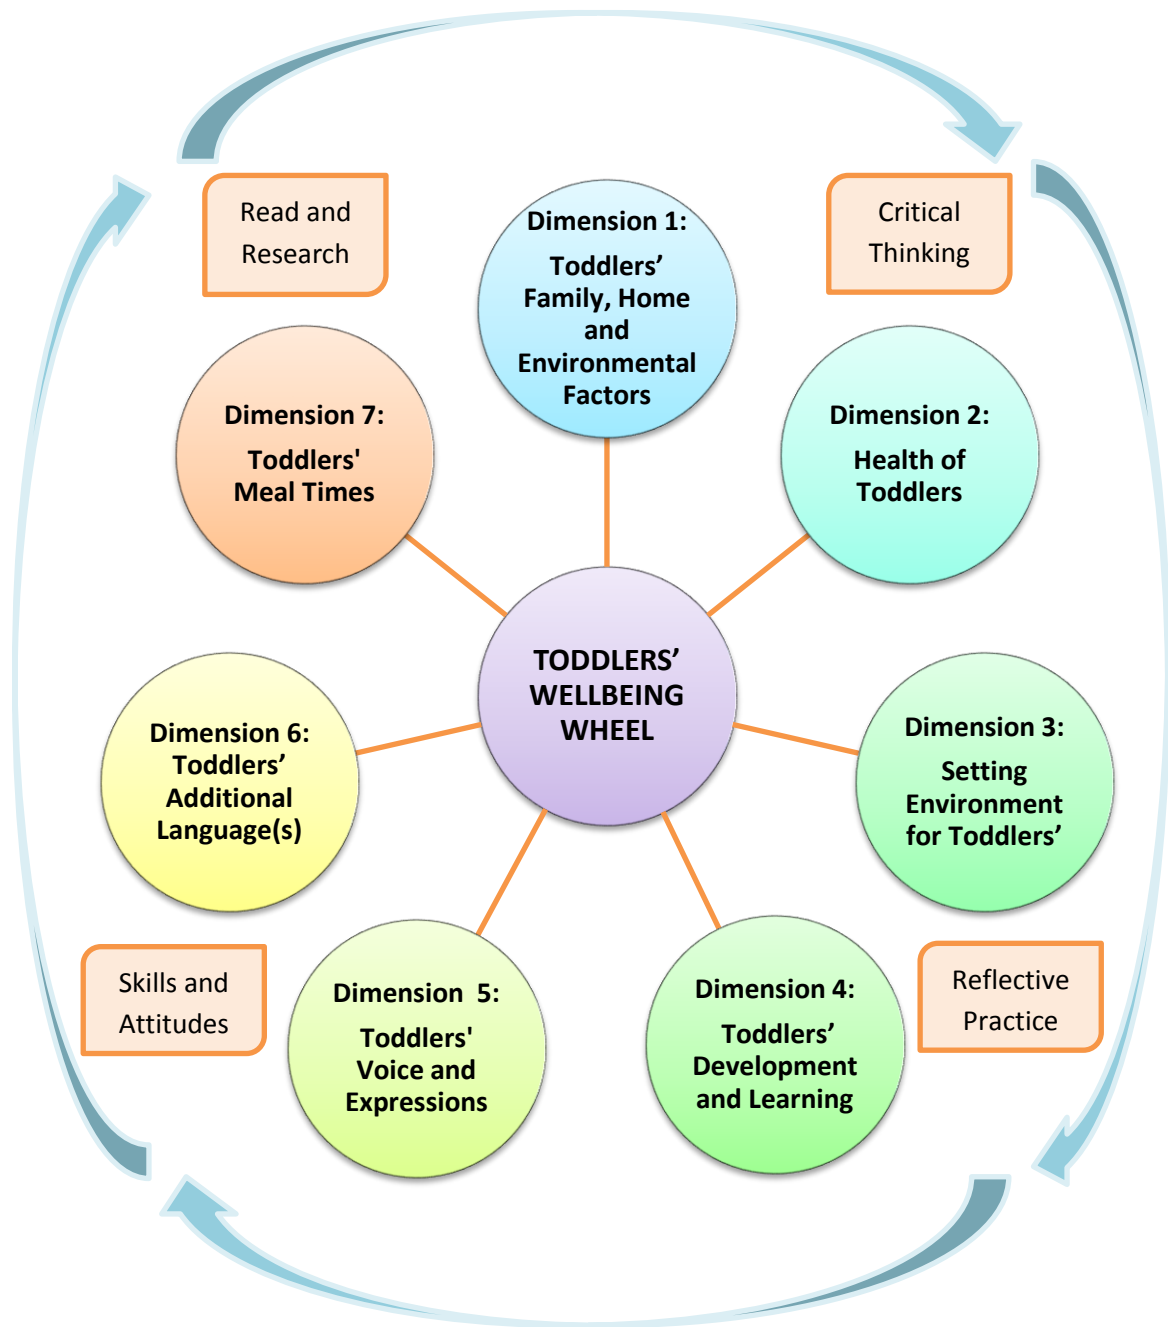 Read and
Research
Critical
Thinking
Dimension 1:
Toddlers’
Family, Home
and
Environmental
Factors
Dimension 7:
Toddlers'
Meal Times
Dimension 2:
Health of
Toddlers
TODDLERS’
WELLBEING
WHEEL
Dimension 6:
Toddlers’
Additional
Language(s)
Dimension 3:
Setting
Environment
for Toddlers’
Skills and
Attitudes
Dimension  5:
Toddlers'
Voice and
Expressions
Dimension 4:
Toddlers’
Development
and Learning
Reflective
Practice